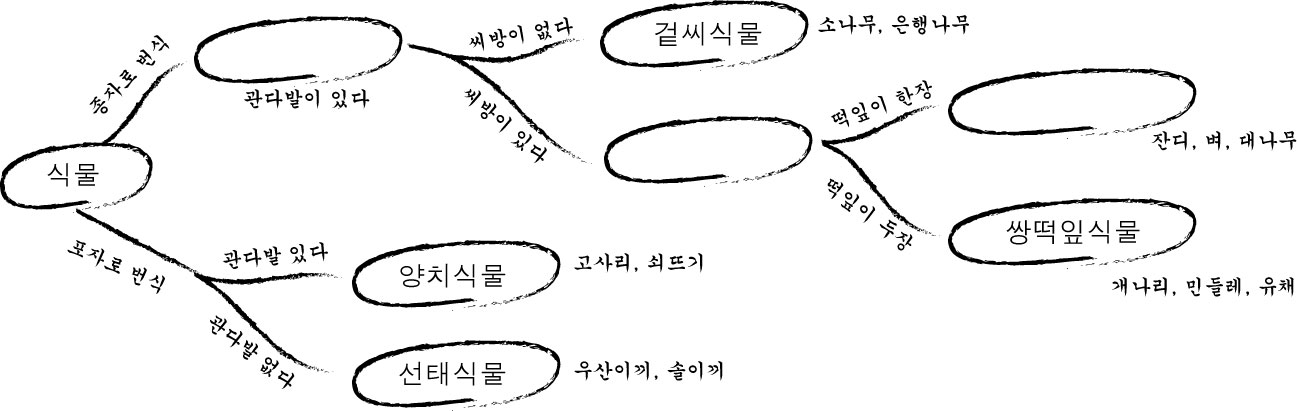 종자로 번식
관다발이 있다
씨방이 없다
겉씨식물
소나무, 은행나무
씨방이 있다
떡잎이 한장
잔디, 벼, 대나무
떡잎이 두장
쌍떡잎식물
개나리, 민들레, 유채
식물
포자로 번식
관다발 있다
양치식물
고사리, 쇠뜨기
관다발 없다
선태식물
우산이끼, 솔이끼